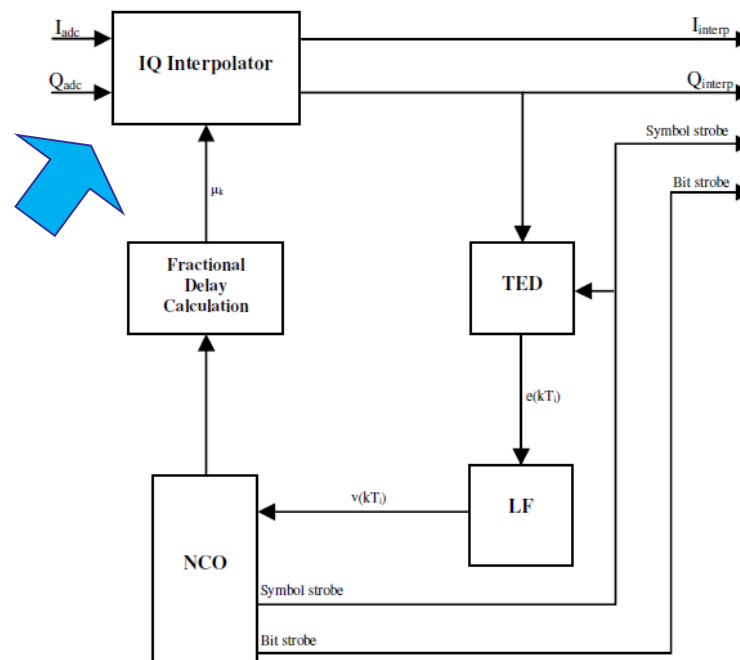 I_adc
IQ Interpolator
I_interp
Q_adc
Q_interp
Symbol strobe
μ_k
Bit strobe
Fractional
Delay
Calculation
TED
e(kT_i)
v(kT_i)
LF
NCO
Symbol strobe
Bit strobe